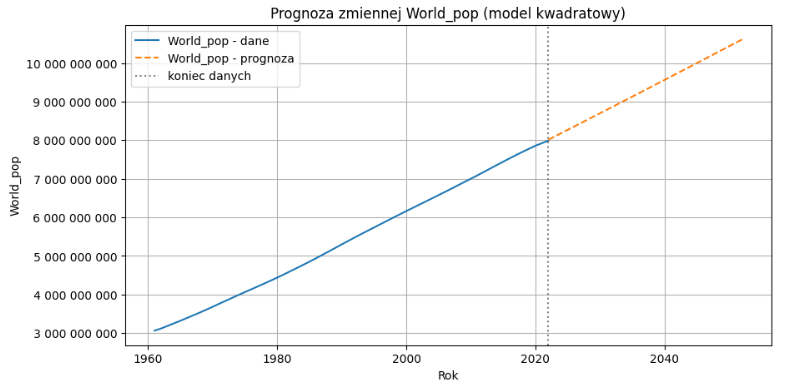 Prognoza zmiennej World_pop (model kwadratowy)
World_pop - dane
World_pop - prognoza
koniec danych
10 000 000 000
9 000 000 000
8 000 000 000
7 000 000 000
6 000 000 000
5 000 000 000
4 000 000 000
3 000 000 000
World_pop
1960
1980
2000
2020
2040
Rok